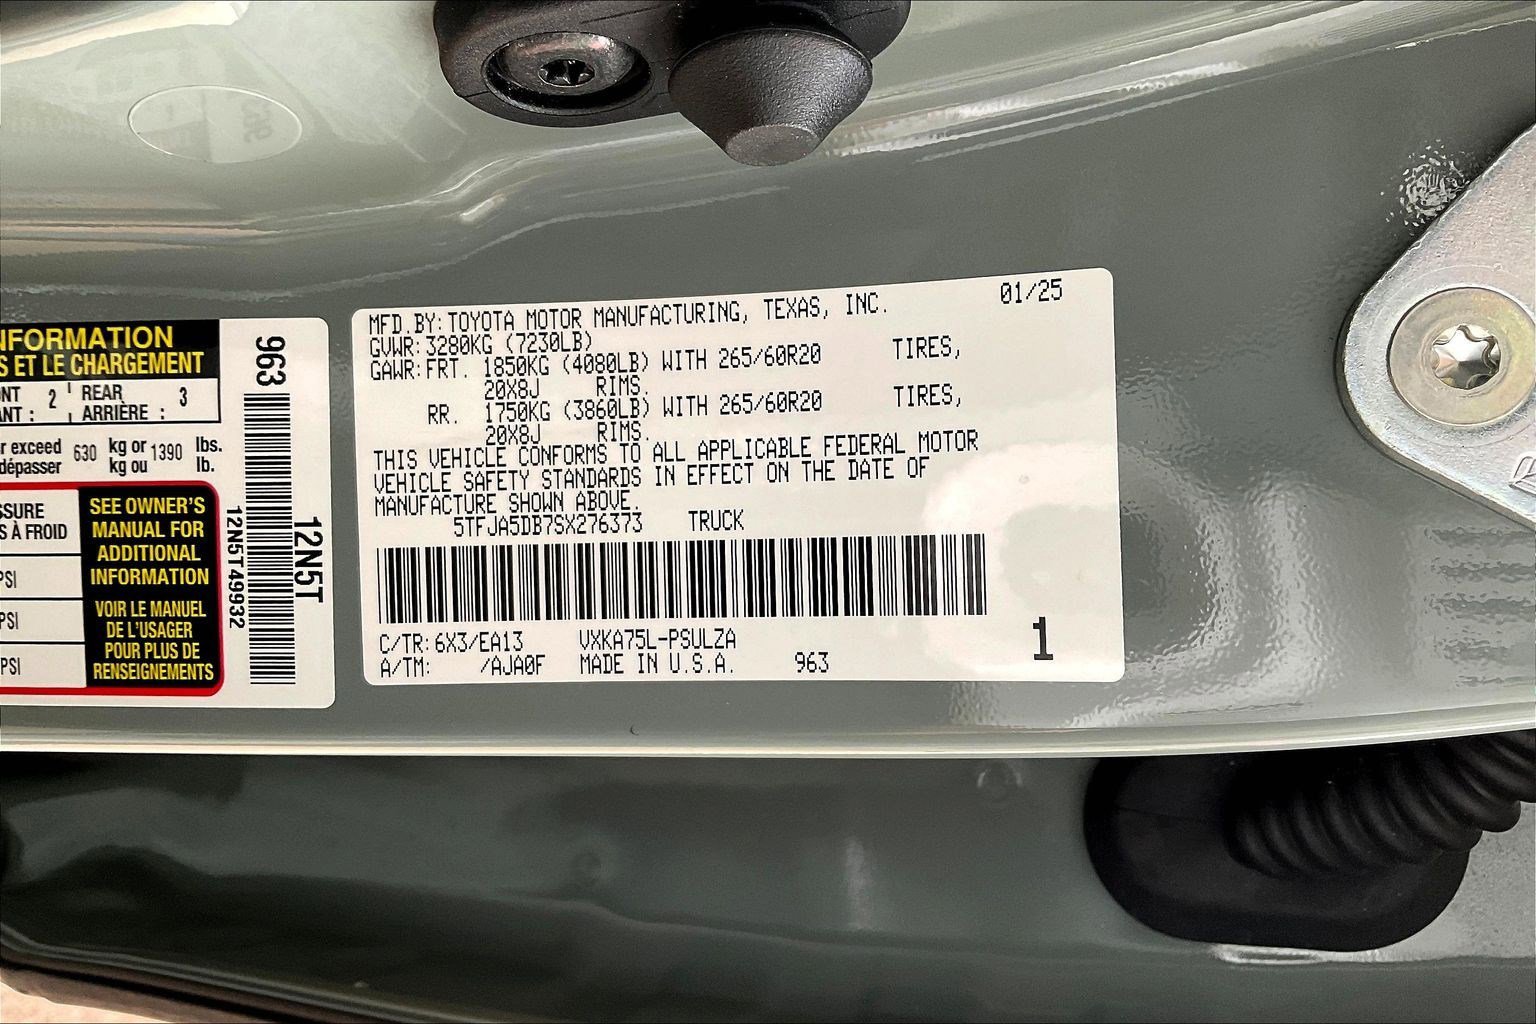 NFORMATION
S ET LE CHARGEMENT
NT 2 REAR 3
ANT : ARRIÈRE :
r exceed 630 kg or 1390 lbs.
dépasser kg ou lb.
SSURE
S À FROID
PSI
PSI
PSI
SEE OWNER'S
MANUAL FOR
ADDITIONAL
INFORMATION
VOIR LE MANUEL
DE L'USAGER
POUR PLUS DE
RENSEIGNEMENTS
963
12N5T49932
12N5T
MFD.BY:TOYOTA MOTOR MANUFACTURING, TEXAS, INC. 01/25
GVWR:3280KG (7230LB)
GAWR:FRT. 1850KG (4080LB) WITH 265/60R20 TIRES,
20X8J RIMS.
RR. 1750KG (3860LB) WITH 265/60R20 TIRES,
20X8J RIMS.
THIS VEHICLE CONFORMS TO ALL APPLICABLE FEDERAL MOTOR
VEHICLE SAFETY STANDARDS IN EFFECT ON THE DATE OF
MANUFACTURE SHOWN ABOVE.
5TFJA5DB7SX276373 TRUCK
C/TR:6X3/EA13 VXKA75L-PSULZA
A/TM: /AJA0F MADE IN U.S.A. 963
1